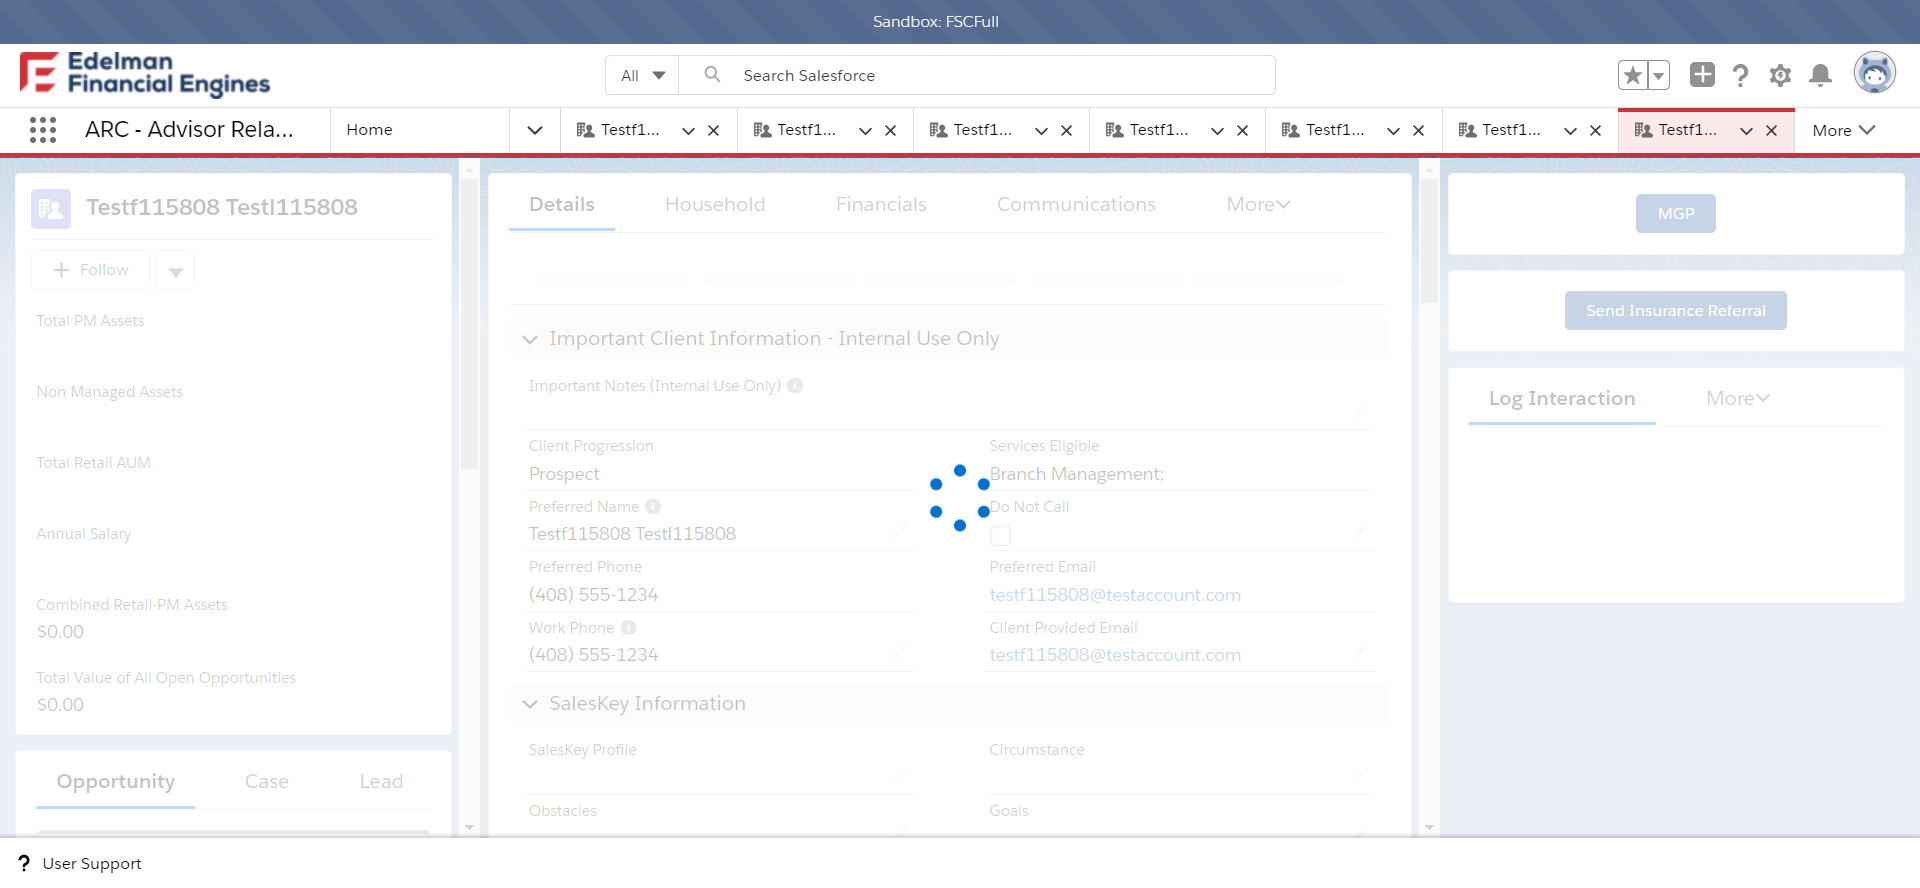 Sandbox: FSCFull
Edelman
Financial Engines
All
Search Salesforce
ARC - Advisor Rela...
Home
Testf1...
Testf1...
Testf1...
Testf1...
Testf1...
Testf1...
Testf1...
More
Testf115808 Testl115808
Follow
Total PM Assets
Non Managed Assets
Total Retail AUM
Annual Salary
Combined Retail-PM Assets
$0.00
Total Value of All Open Opportunities
$0.00
Opportunity
Case
Lead
Details
Household
Financials
Communications
More
Important Client Information - Internal Use Only
Important Notes (Internal Use Only)
Client Progression
Prospect
Services Eligible
Branch Management;
Preferred Name
Testf115808 Testl115808
Do Not Call
Preferred Phone
(408) 555-1234
Preferred Email
testf115808@testaccount.com
Work Phone
(408) 555-1234
Client Provided Email
testf115808@testaccount.com
SalesKey Information
SalesKey Profile
Circumstance
Obstacles
Goals
MGP
Send Insurance Referral
Log Interaction
More
? User Support